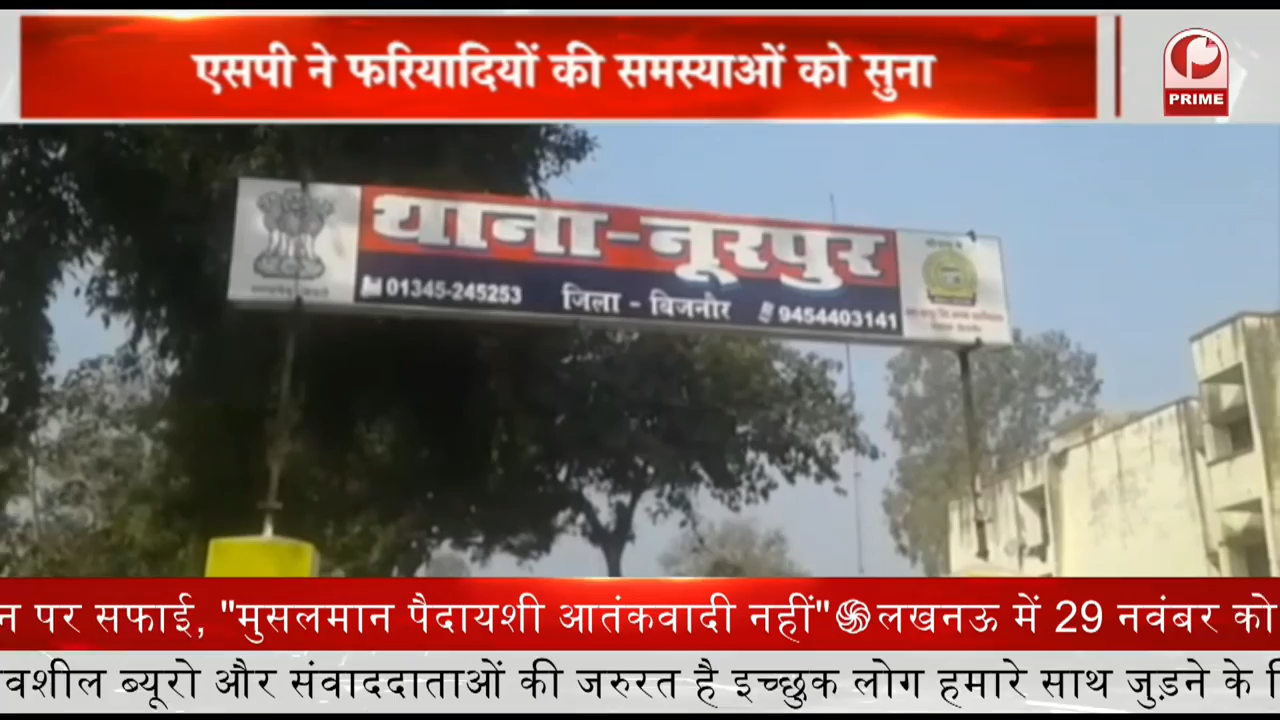 एसपी ने फरियादियों की समस्याओं को सुना
PRIME
थाना-नूरपुर
01345-245253 जिला - बिजनौर 9454403141
न पर सफाई, "मुसलमान पैदायशी आतंकवादी नहीं" लखनऊ में 29 नवंबर को
वशील ब्यूरो और संवाददाताओं की जरुरत है इच्छुक लोग हमारे साथ जुड़ने के